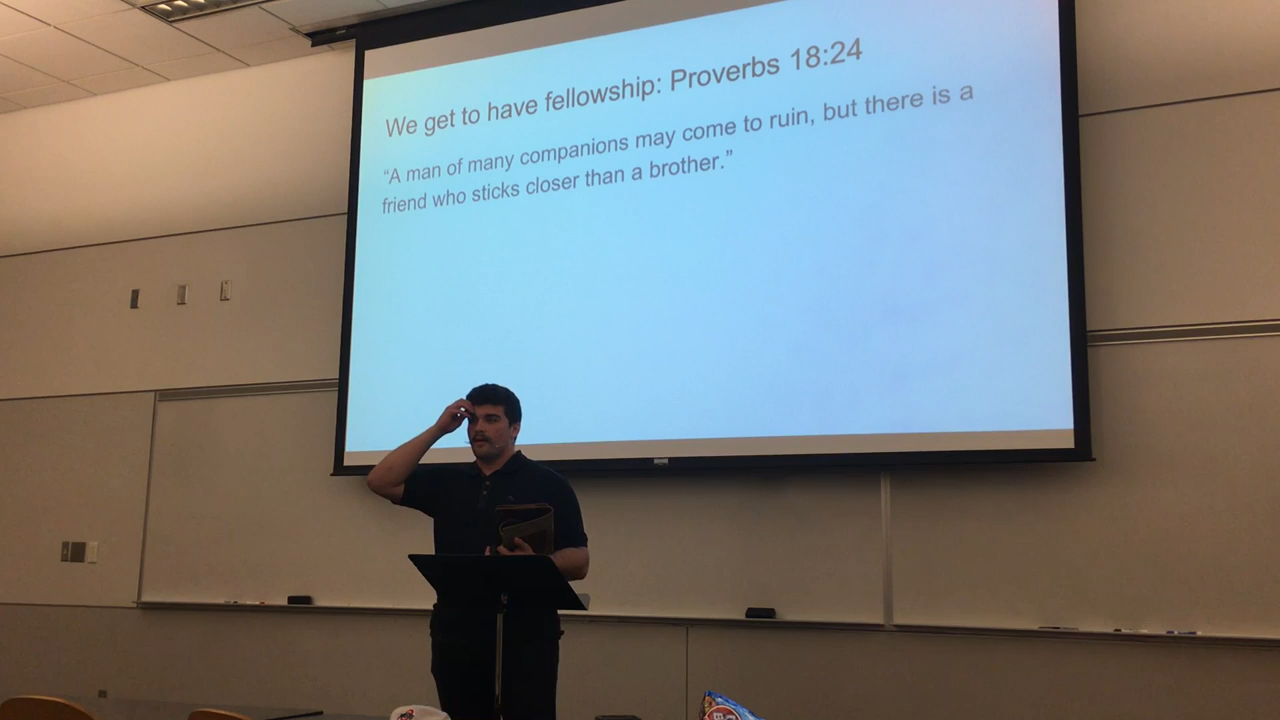 We get to have fellowship: Proverbs 18:24
“A man of many companions may come to ruin, but there is a
friend who sticks closer than a brother.”